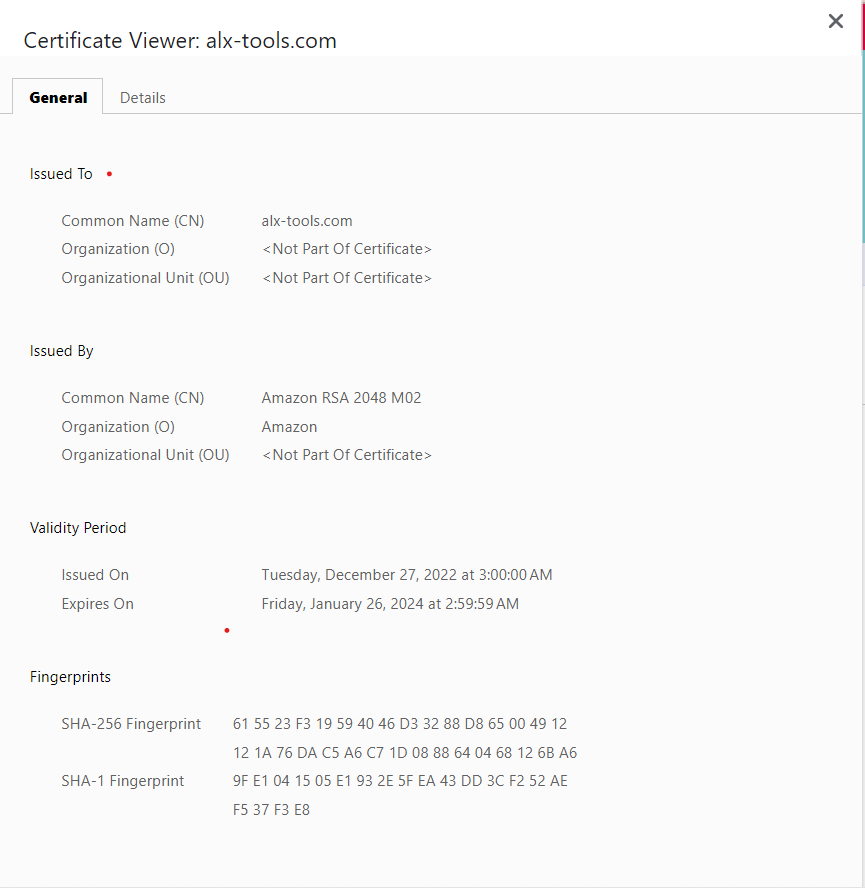 Certificate Viewer: alx-tools.com
General Details
Issued To
Common Name (CN) alx-tools.com
Organization (O) <Not Part Of Certificate>
Organizational Unit (OU) <Not Part Of Certificate>
Issued By
Common Name (CN) Amazon RSA 2048 M02
Organization (O) Amazon
Organizational Unit (OU) <Not Part Of Certificate>
Validity Period
Issued On Tuesday, December 27, 2022 at 3:00:00 AM
Expires On Friday, January 26, 2024 at 2:59:59 AM
Fingerprints
SHA-256 Fingerprint 61 55 23 F3 19 59 40 46 D3 32 88 D8 65 00 49 12
12 1A 76 DA C5 A6 C7 1D 08 88 64 04 68 12 6B A6
SHA-1 Fingerprint 9F E1 04 15 05 E1 93 2E 5F EA 43 DD 3C F2 52 AE
F5 37 F3 E8